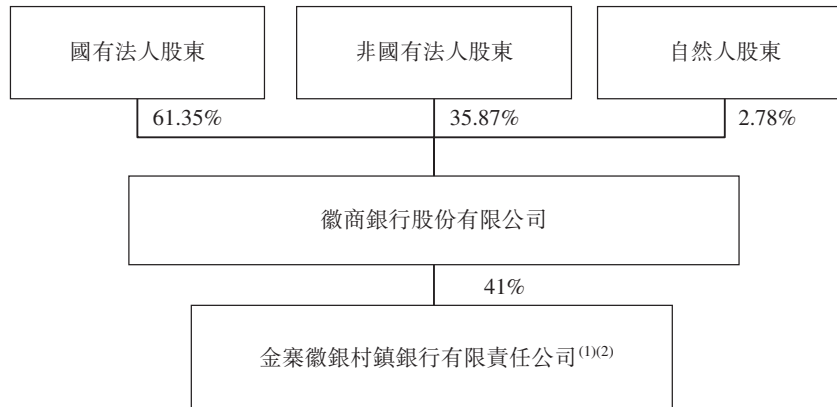 國有法人股東
非國有法人股東
自然人股東
61.35%
35.87%
2.78%
徽商銀行股份有限公司
41%
金寨徽銀村鎮銀行有限責任公司(1)(2)